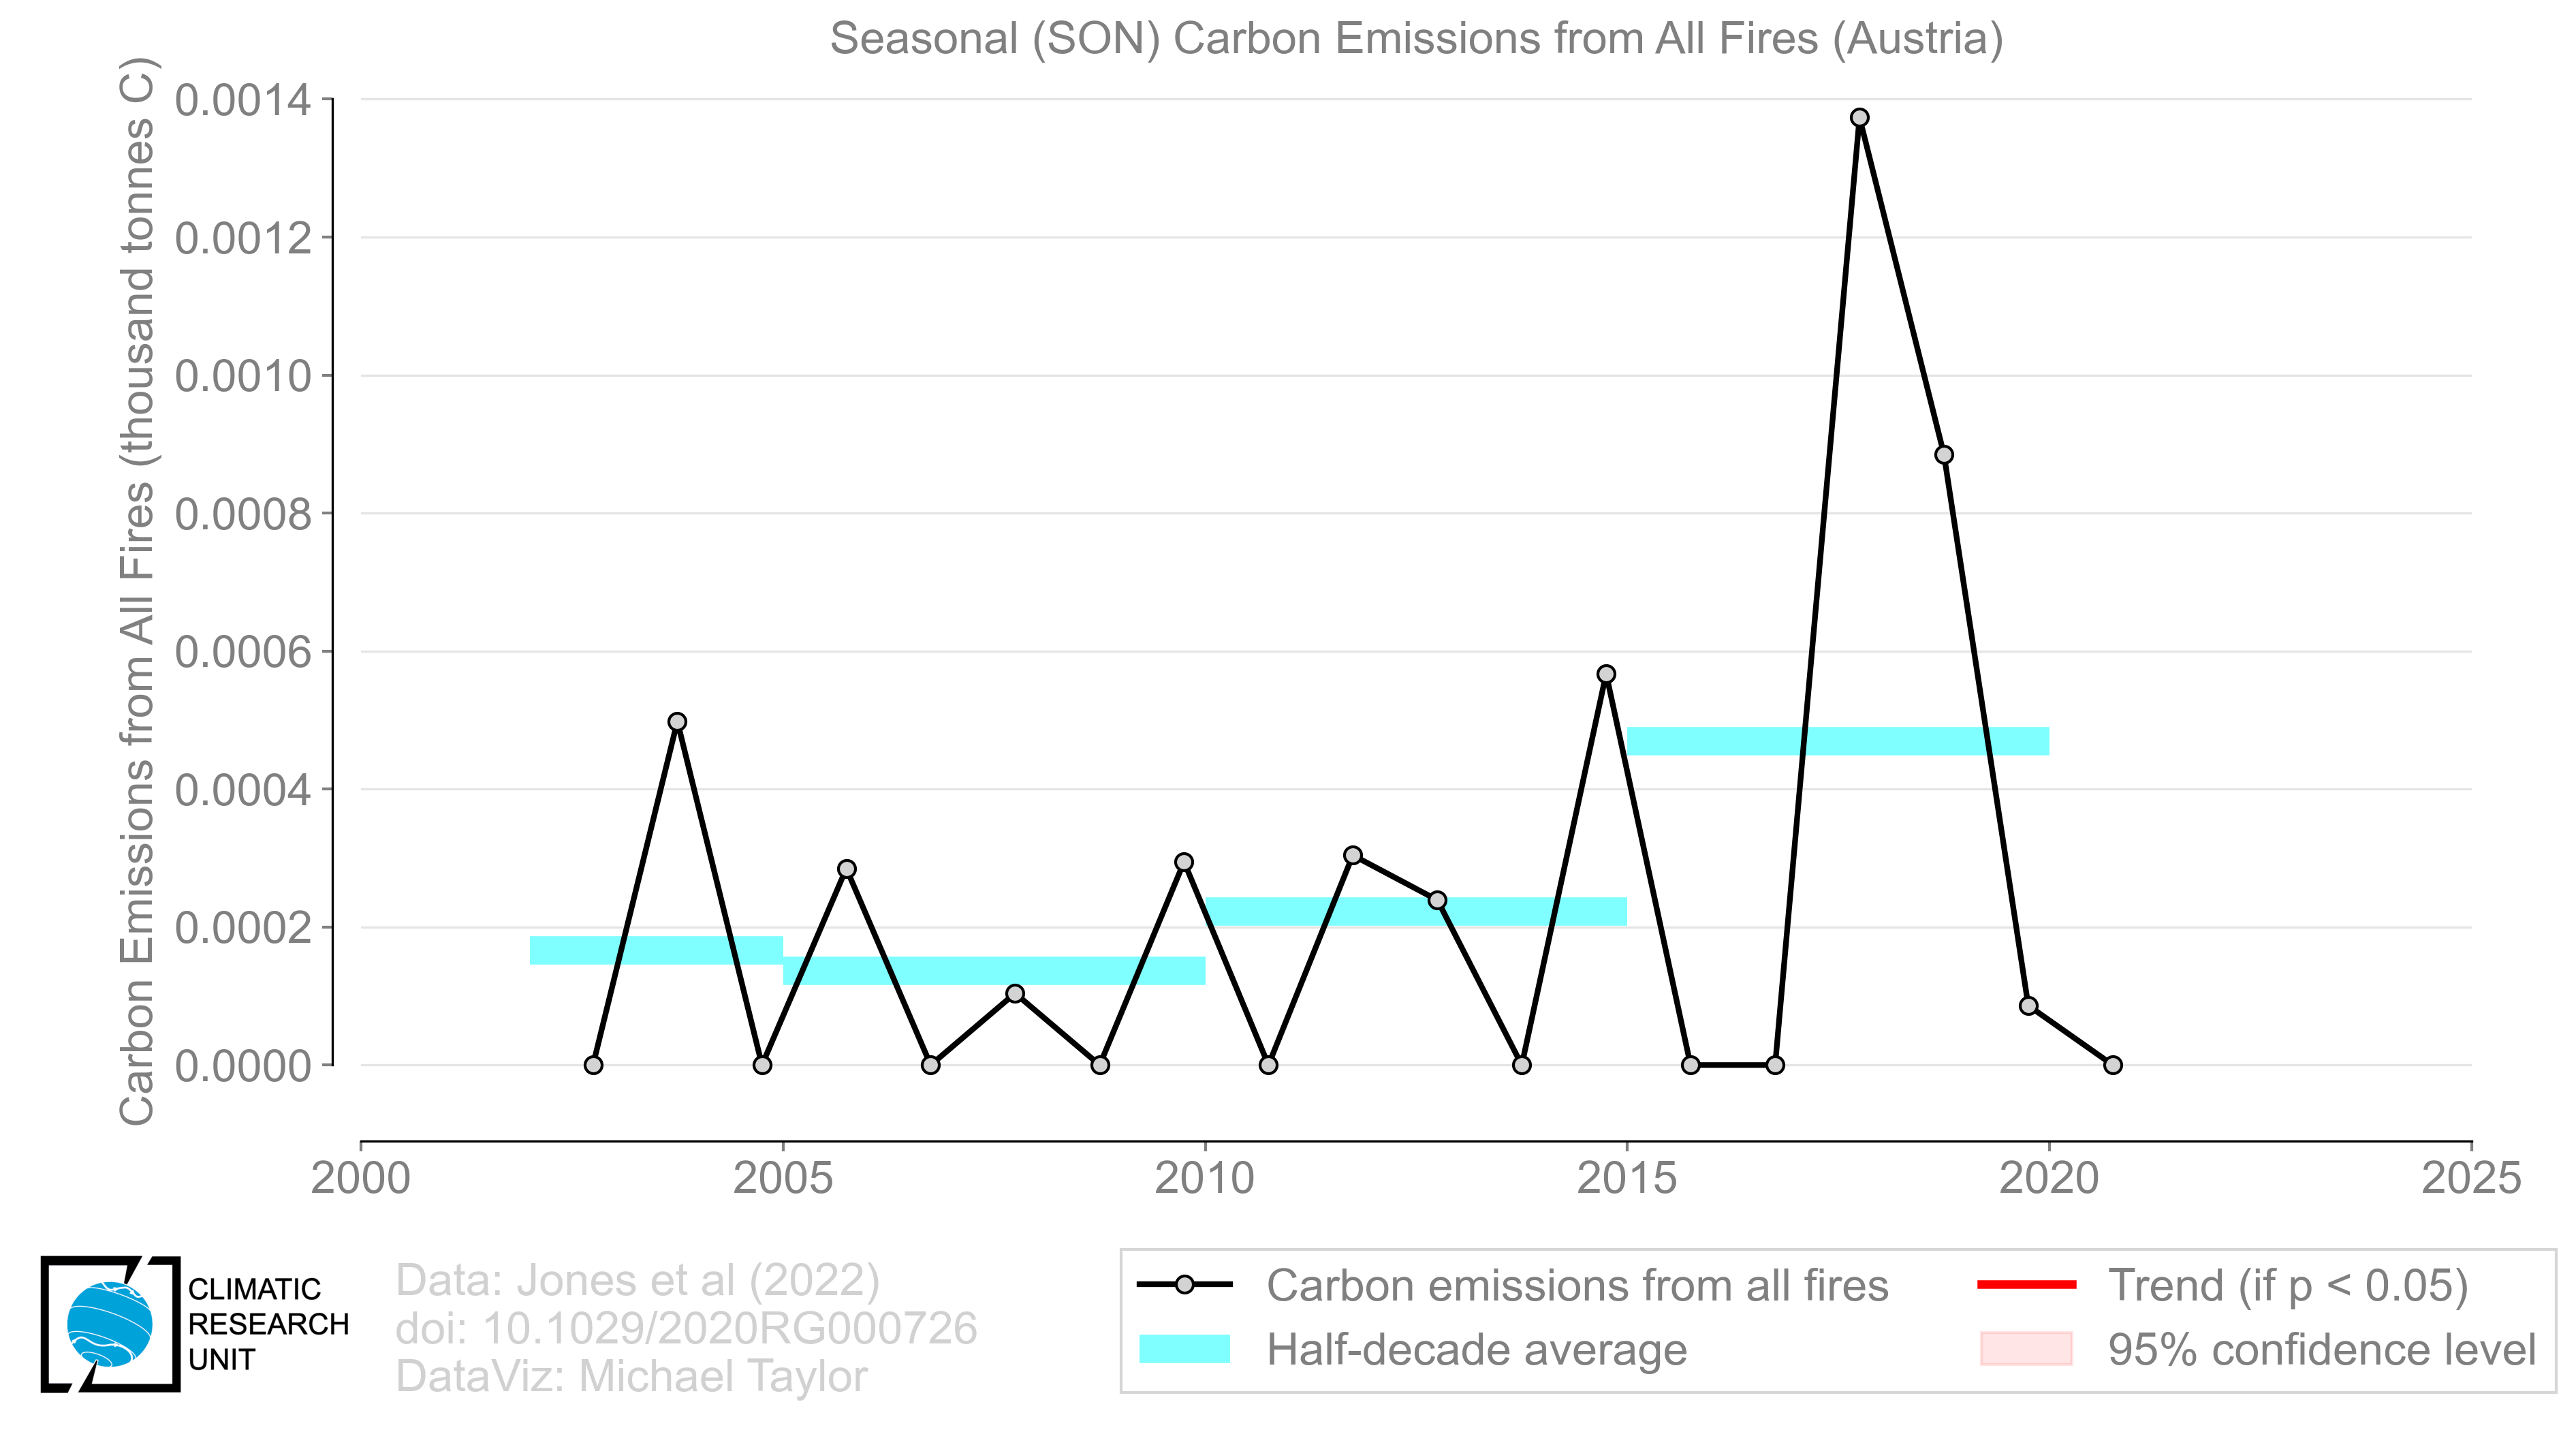 Seasonal (SON) Carbon Emissions from All Fires (Austria)
Carbon Emissions from All Fires (thousand tonnes C)
0.0014
0.0012
0.0010
0.0008
0.0006
0.0004
0.0002
0.0000
2000 2005 2010 2015 2020 2025
CLIMATIC
RESEARCH
UNIT
Data: Jones et al (2022)
doi: 10.1029/2020RG000726
DataViz: Michael Taylor
Carbon emissions from all fires
Half-decade average
Trend (if p < 0.05)
95% confidence level